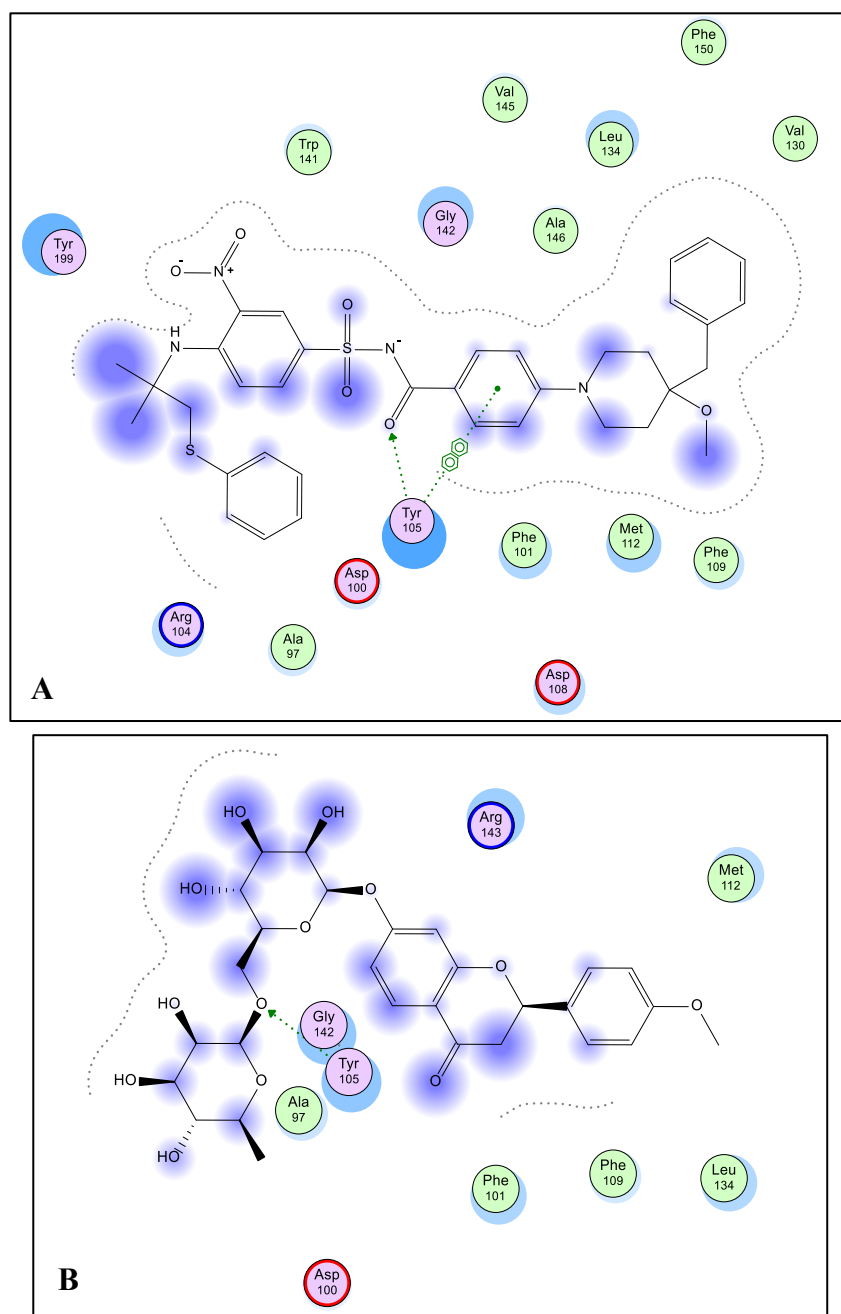 Phe
150
Val
145
Leu
134
Val
130
Trp
141
Gly
142
Ala
146
Tyr
199
O
O-
N+
H
N
O
S
O
N-
O
N
O
S
Tyr
105
Phe
101
Met
112
Phe
109
Asp
100
Arg
104
Ala
97
Asp
108
A
HO
OH
Arg
143
Met
112
HO
O
O
O
O
HO
O
Gly
142
Tyr
105
O
O
HO
O
Ala
97
HO
Phe
101
Phe
109
Leu
134
Asp
100
B